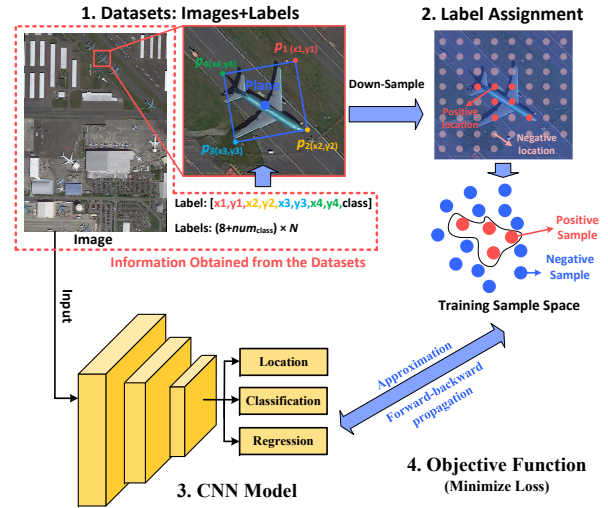 1. Datasets: Images+Labels
2. Label Assignment
p1(x1,y1)
p4(x4,y4)
Plane
p3(x3,y3)
p2(x2,y2)
Down-Sample
Positive
location
Negative
location
Label: [x1,y1,x2,y2,x3,y3,x4,y4,class]
Labels: (8+numclass) × N
Image
Information Obtained from the Datasets
Positive
Sample
Negative
Sample
Training Sample Space
Input
Location
Classification
Regression
Approximation
Forward-backward
propagation
3. CNN Model
4. Objective Function
(Minimize Loss)